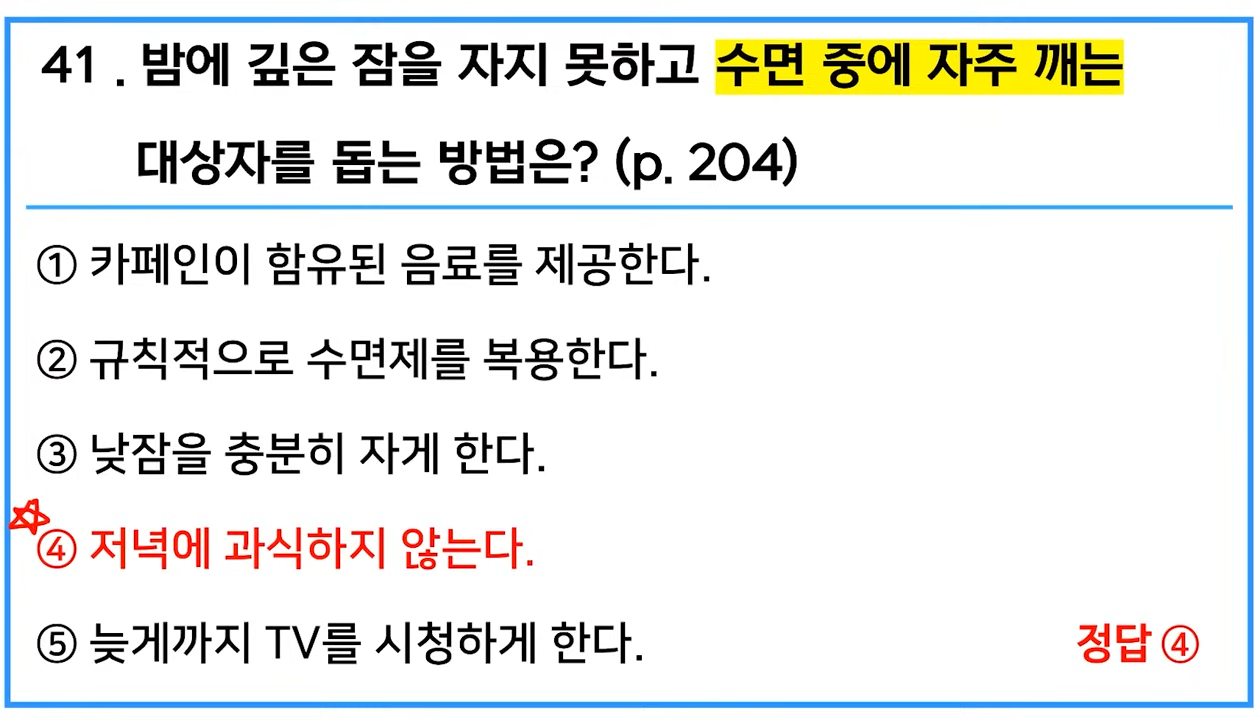 41 . 밤에 깊은 잠을 자지 못하고 수면 중에 자주 깨는
대상자를 돕는 방법은? (p. 204)
① 카페인이 함유된 음료를 제공한다.
② 규칙적으로 수면제를 복용한다.
③ 낮잠을 충분히 자게 한다.
④ 저녁에 과식하지 않는다.
⑤ 늦게까지 TV를 시청하게 한다.
정답 ④